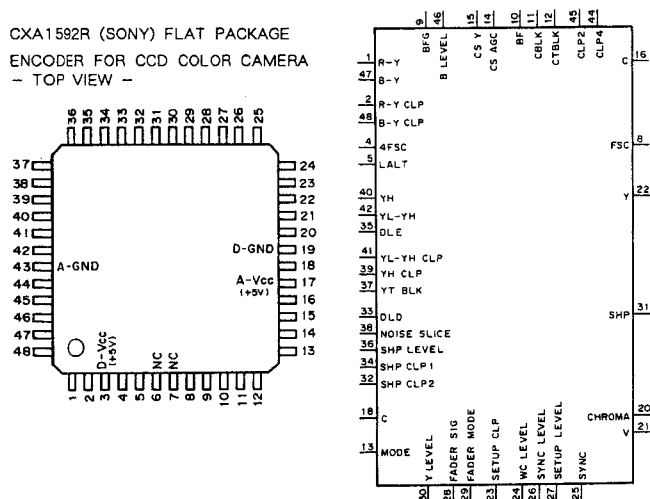 CXA1592R (SONY) FLAT PACKAGE
ENCODER FOR CCD COLOR CAMERA
- TOP VIEW -
36 35 34 33 32 31 30 29 28 27 26 25
37
38
39
40
41
42
43 A-GND
44
45
46
47
48
24
23
22
21
20
D-GND 19
18
A-Vcc 17
(+5V)
16
15
14
13
D-Vcc
(+5V)
NC
NC
1 2 3 4 5 6 7 8 9 10 11 12
9 BFG
46 B LEVEL
15 CS Y
14 CS AGC
10 BF
11 CBLK
12 CTBLK
45 CLP2
44 CLP4
1 R-Y
47 B-Y
2 R-Y CLP
48 B-Y CLP
4 4FSC
5 LALT
40 YH
42 YL-YH
35 DLE
41 YL-YH CLP
39 YH CLP
37 YT BLK
33 DLD
38 NOISE SLICE
36 SHP LEVEL
34 SHP CLP1
32 SHP CLP2
18 C
13 MODE
C 16
FSC 8
Y 22
SHP 31
CHROMA 20
V 21
30 Y LEVEL
28 FADER SIG
29 FADER MODE
23 SETUP CLP
24 WC LEVEL
26 SYNC LEVEL
27 SETUP LEVEL
25 SYNC